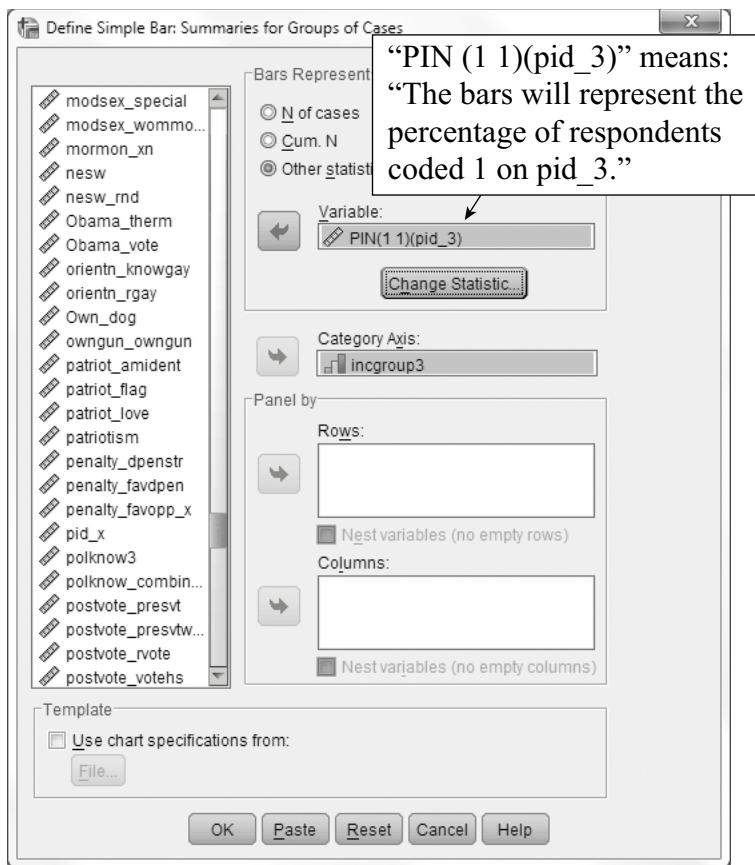 Define Simple Bar: Summaries for Groups of Cases
“PIN (1 1)(pid_3)” means:
“The bars will represent the
percentage of respondents
coded 1 on pid_3.”
modsex_special
modsex_wommo...
mormon_xn
nesw
nesw_rnd
Obama_therm
Obama_vote
orientn_knowgay
orientn_rgay
Own_dog
owngun_owngun
patriot_amident
patriot_flag
patriot_love
patriotism
penalty_dpenstr
penalty_favdpen
penalty_favopp_x
pid_x
polknow3
polknow_combin...
postvote_presvt
postvote_presvtw...
postvote_rvote
postvote_votehs
Bars Represent
N of cases
Cum. N
Other statisti
Variable:
PIN(1 1)(pid_3)
Change Statistic...
Category Axis:
incgroup3
Panel by
Rows:
Nest variables (no empty rows)
Columns:
Nest variables (no empty columns)
Template
Use chart specifications from:
File...
OK Paste Reset Cancel Help